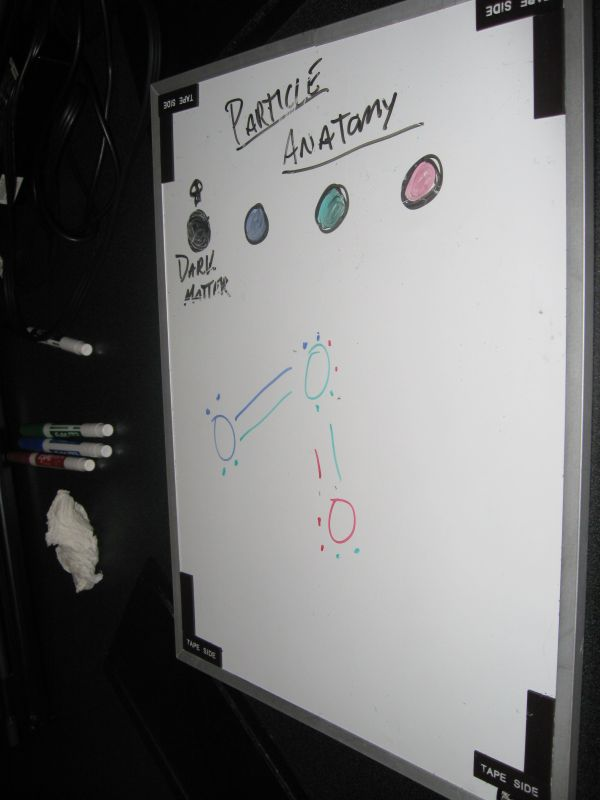 TAPE SIDE
TAPE SIDE
PARTICLE
ANATOMY
DARK
MATTER
TAPE SIDE
TAPE SIDE